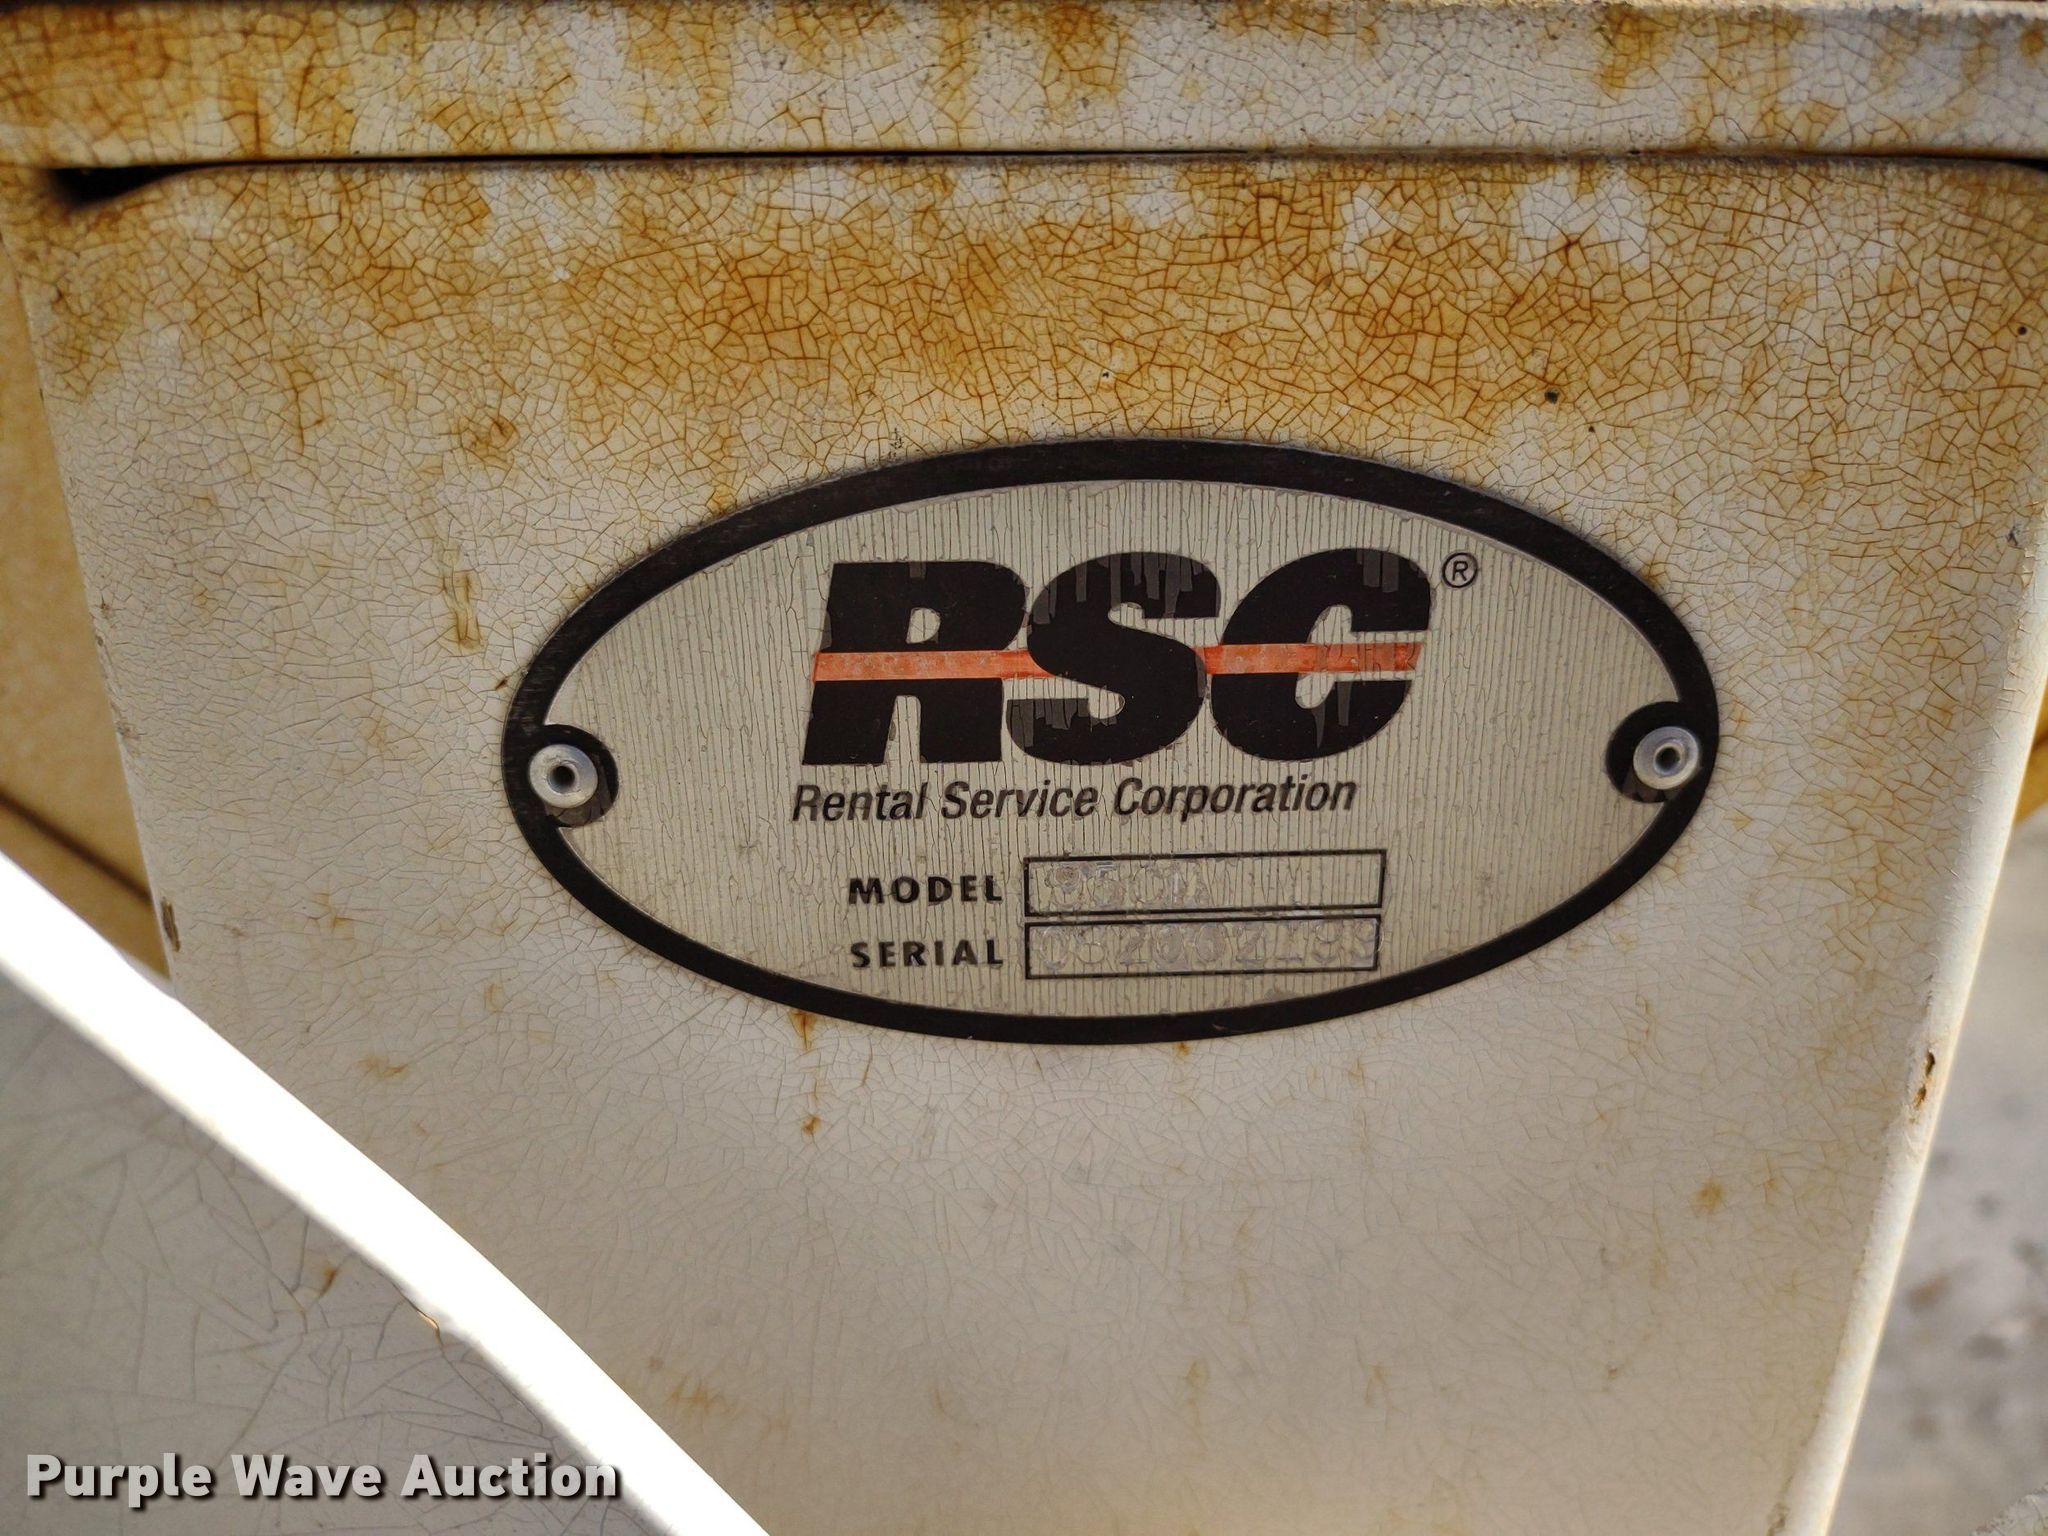 RSC®
Rental Service Corporation
MODEL
SERIAL
Purple Wave Auction